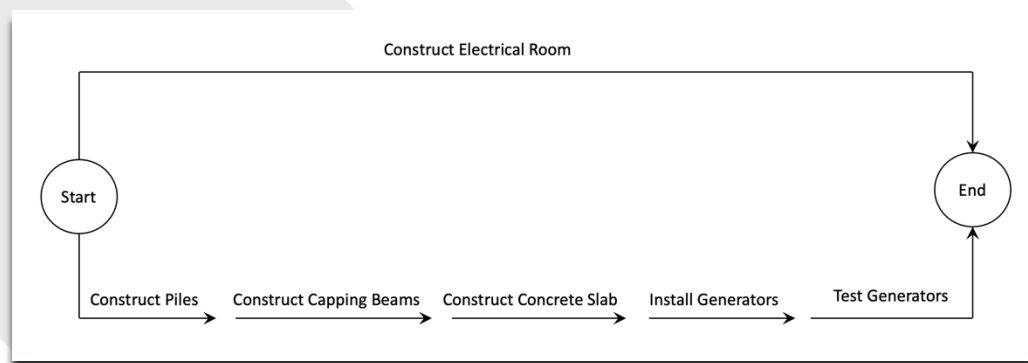 Construct Electrical Room
Start
End
Construct Piles
Construct Capping Beams
Construct Concrete Slab
Install Generators
Test Generators